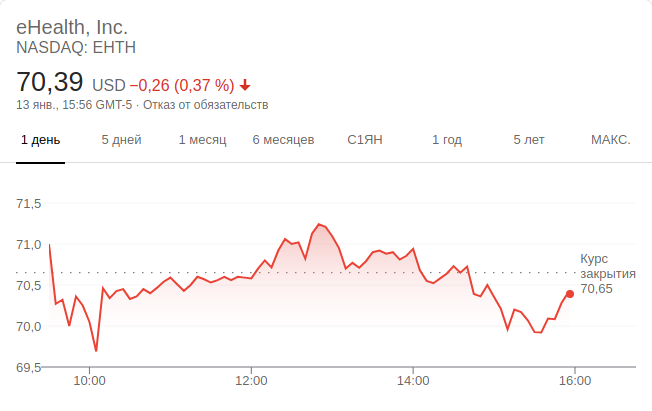 eHealth, Inc.
NASDAQ: EHTH
70,39 USD −0,26 (0,37 %)
13 янв., 15:56 GMT-5 · Отказ от обязательств
1 день 5 дней 1 месяц 6 месяцев С1ЯН 1 год 5 лет МАКС.
71,5
71,0
70,5
70,0
69,5
Курс
закрытия
70,65
10:00 12:00 14:00 16:00